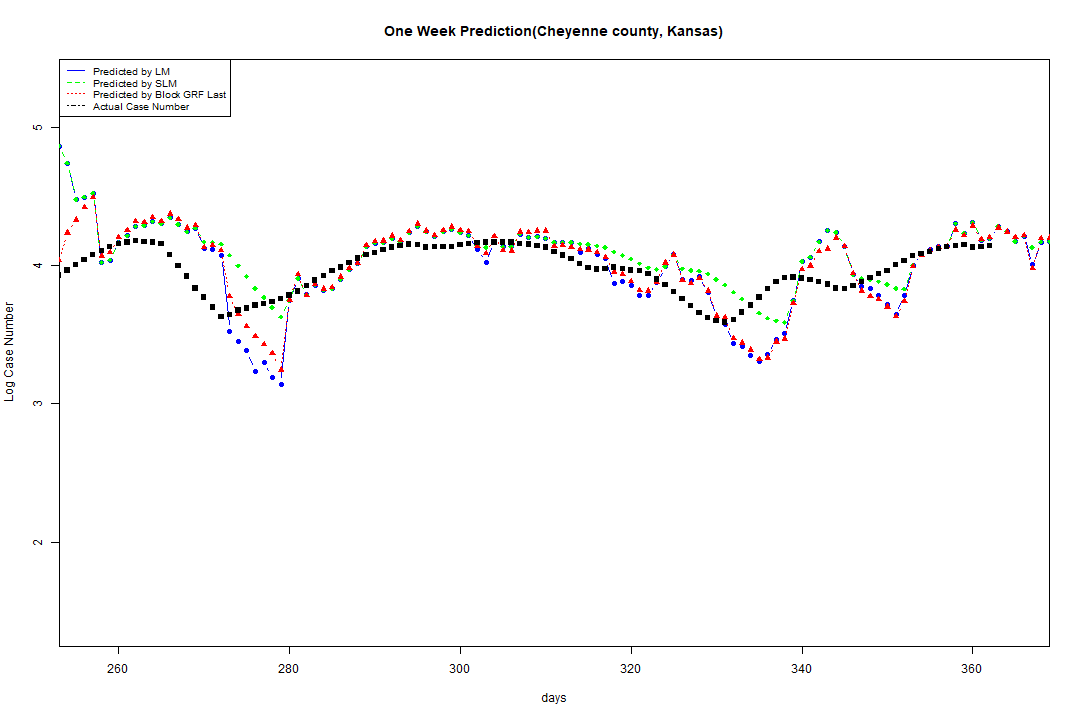 One Week Prediction(Cheyenne county, Kansas)
Predicted by LM
Predicted by SLM
Predicted by Block GRF Last
Actual Case Number
5
4
3
2
Log Case Number
260 280 300 320 340 360
days